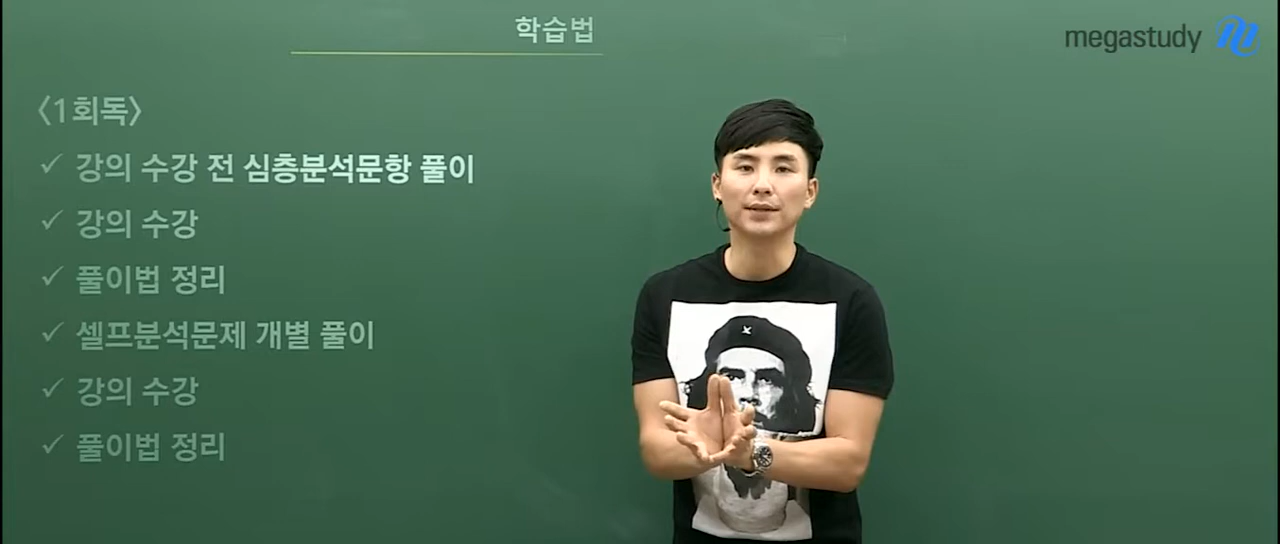 학습법
megastudy
〈1회독〉
✓ 강의 수강 전 심층분석문항 풀이
✓ 강의 수강
✓ 풀이법 정리
✓ 셀프분석문제 개별 풀이
✓ 강의 수강
✓ 풀이법 정리